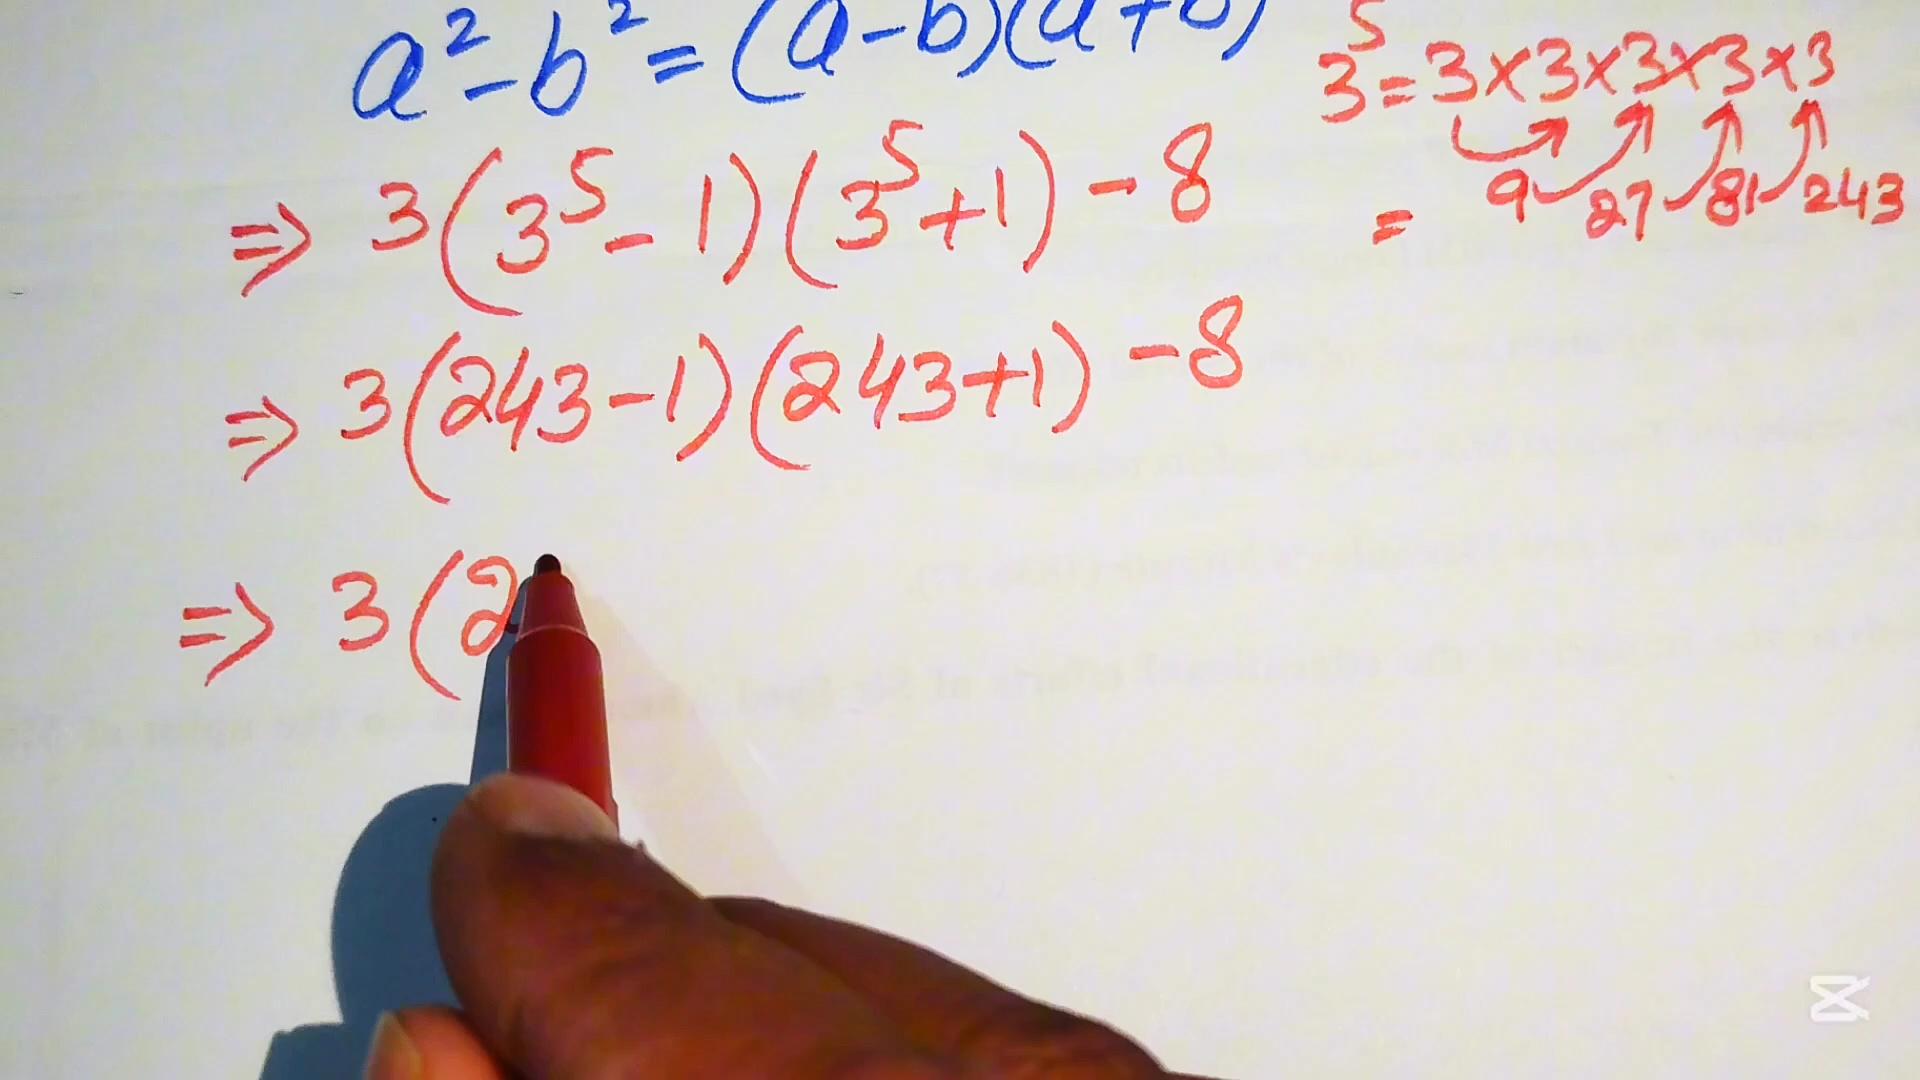 a²-b²=(a-b)(a+b)
3⁵=3×3×3×3×3
9 27 81 243
=
⇒ 3(3⁵-1)(3⁵+1)-8
⇒ 3(243-1)(243+1)-8
⇒ 3(2